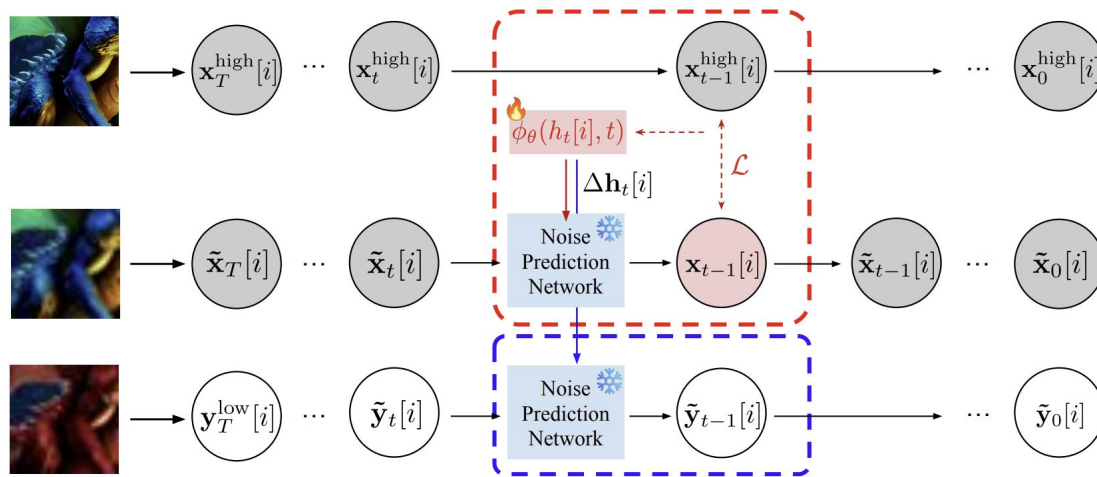 x_T^high[i] ... x_t^high[i] x_{t-1}^high[i] ... x_0^high[i]
ϕ_θ(h_t[i], t)
Δh_t[i] ℒ
x̃_T[i] ... x̃_t[i] Noise Prediction Network x_{t-1}[i] x̃_{t-1}[i] ... x̃_0[i]
y_T^low[i] ... ỹ_t[i] Noise Prediction Network ỹ_{t-1}[i] ... ỹ_0[i]